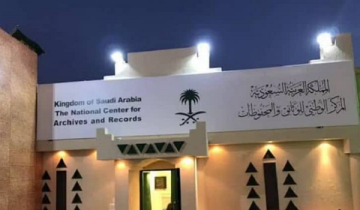 Kingdom of Saudi Arabia
The National Center for
Archives and Records
المملكة العربية السعودية
المركز الوطني للوثائق والمحفوظات